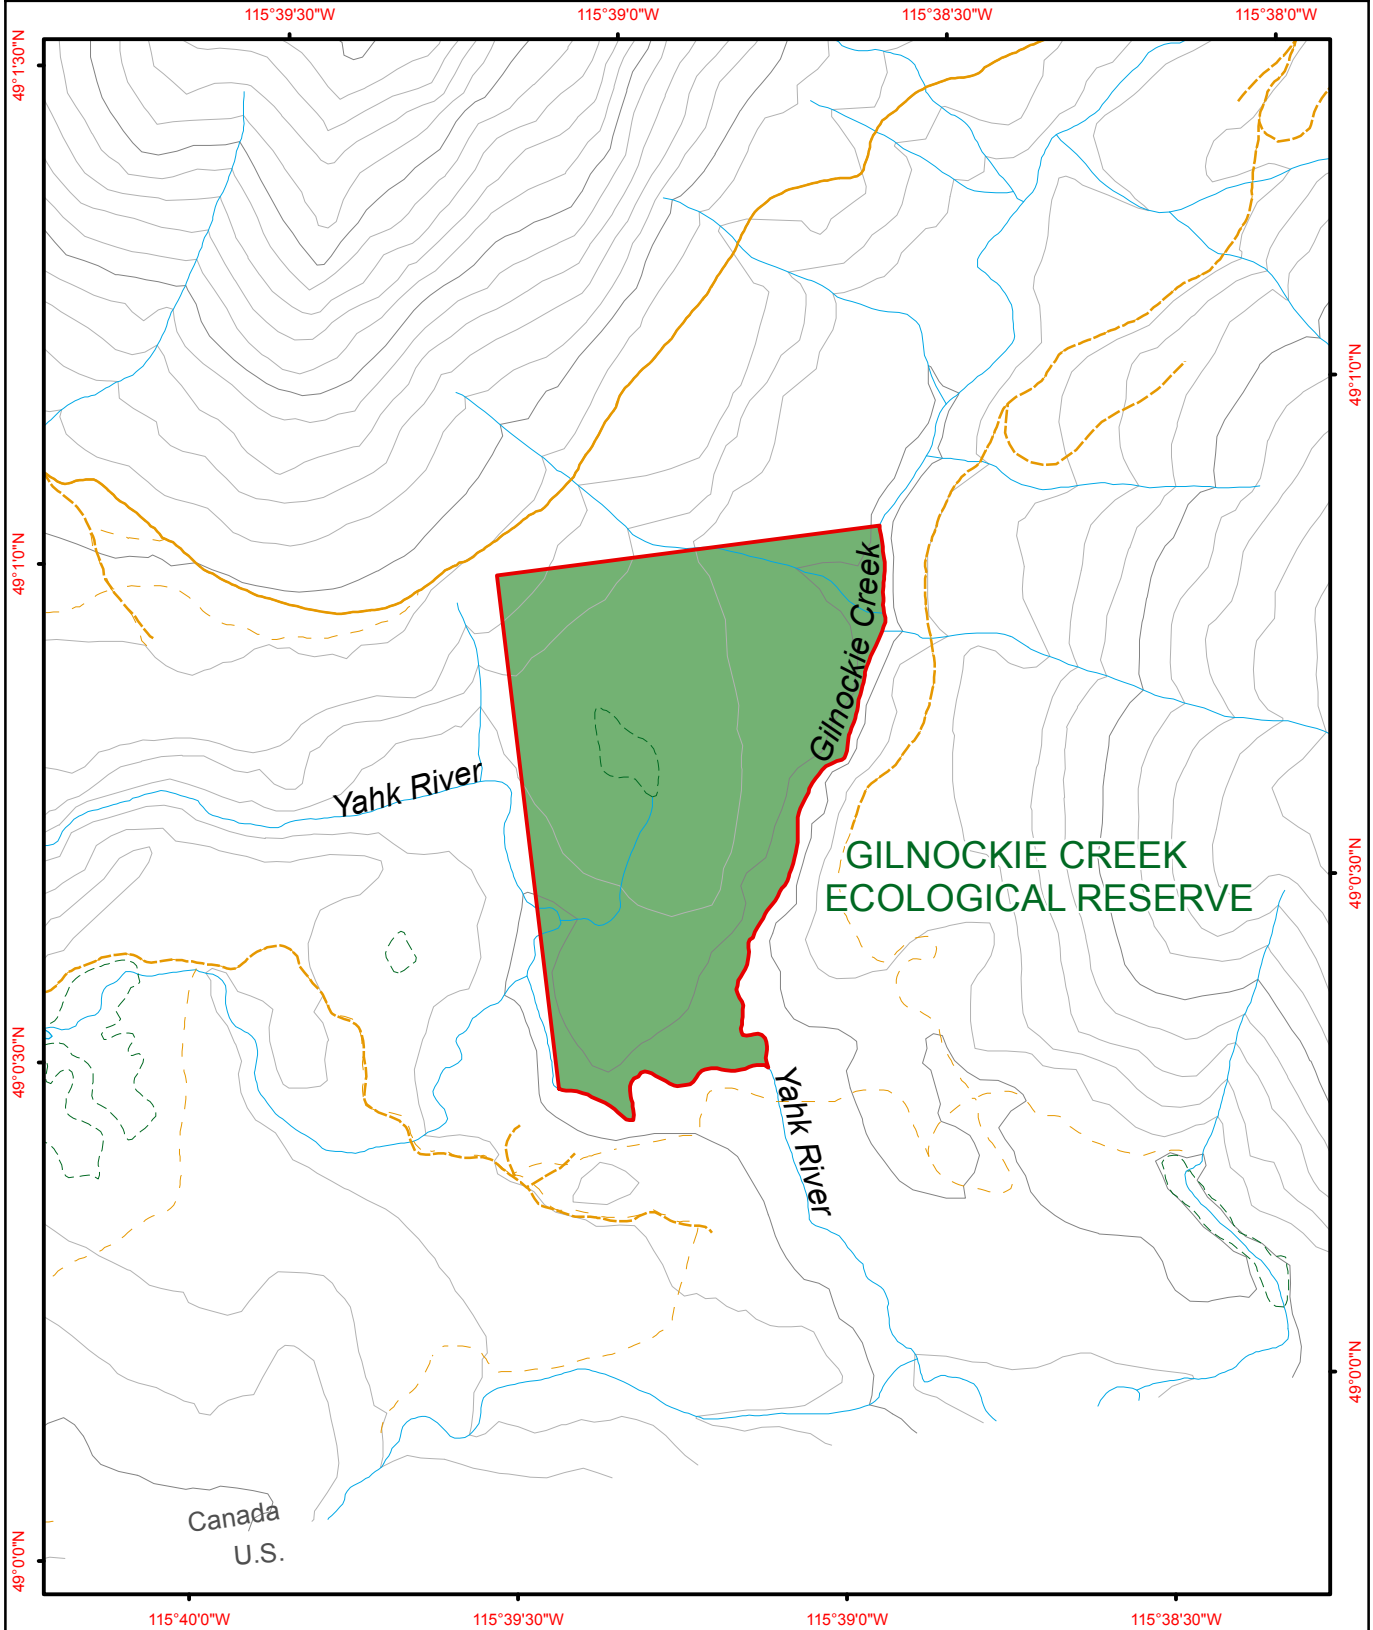 115°39'30"W
115°39'0"W
115°38'30"W
115°38'0"W
49°1'30"N
49°1'0"N
49°1'0"N
Gilnockie Creek
Yahk River
GILNOCKIE CREEK
ECOLOGICAL RESERVE
49°0'30"N
49°0'30"N
Yahk River
49°0'0"N
Canada
U.S.
49°0'0"N
115°40'0"W
115°39'30"W
115°39'0"W
115°38'30"W